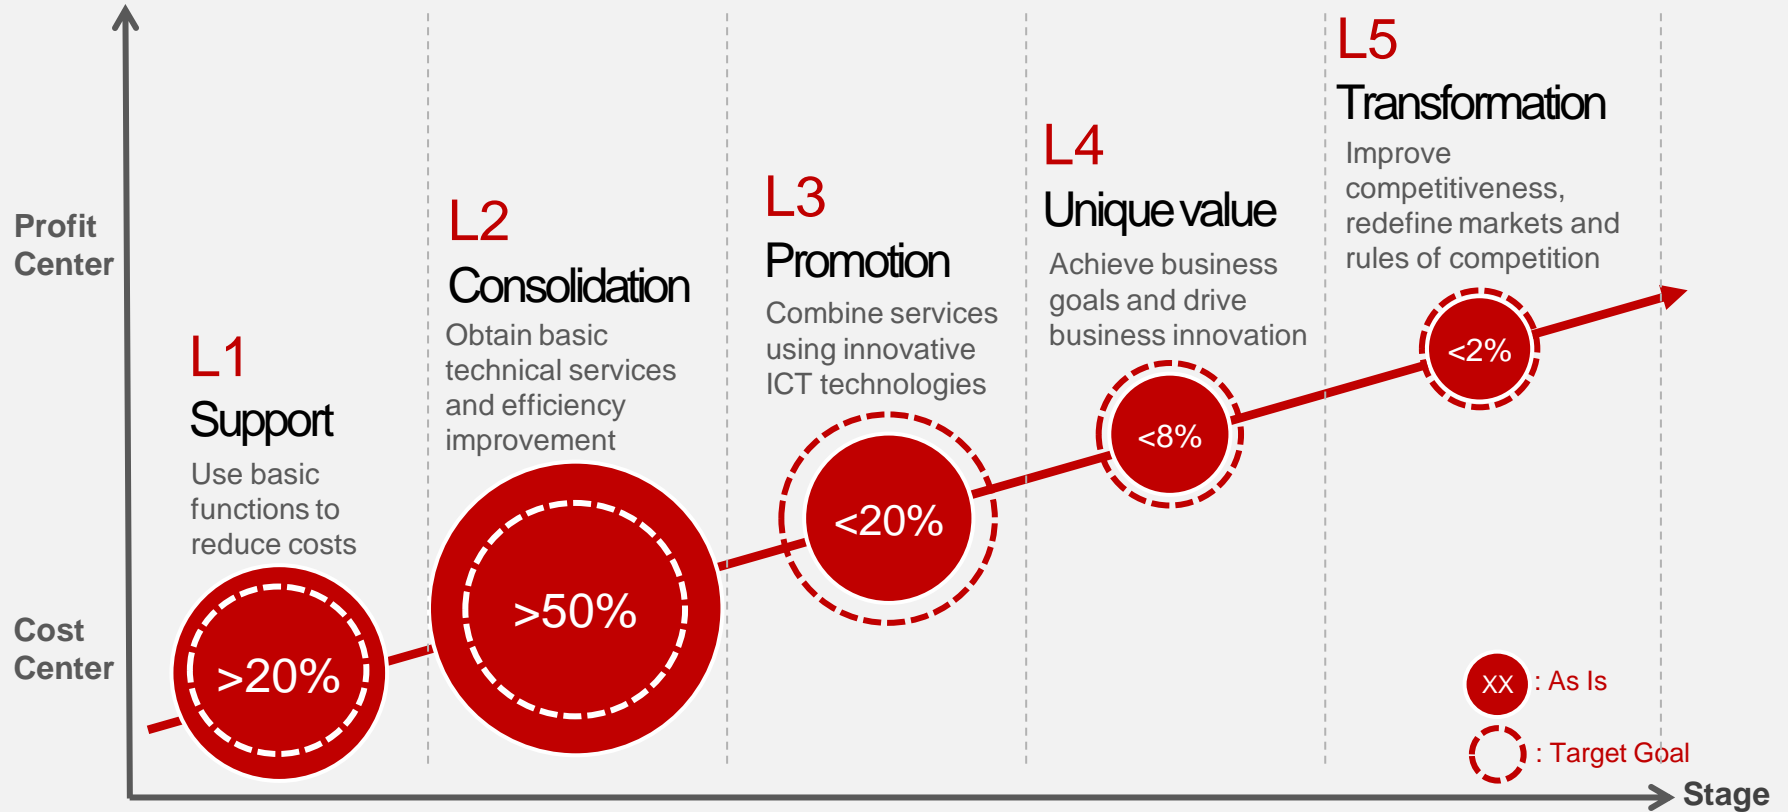 Profit
Center
Cost
Center
L1
Support
Use basic
functions to
reduce costs
>20%
L2
Consolidation
Obtain basic
technical services
and efficiency
improvement
>50%
L3
Promotion
Combine services
using innovative
ICT technologies
<20%
L4
Unique value
Achieve business
goals and drive
business innovation
<8%
L5
Transformation
Improve
competitiveness,
redefine markets and
rules of competition
<2%
XX : As Is
: Target Goal
Stage